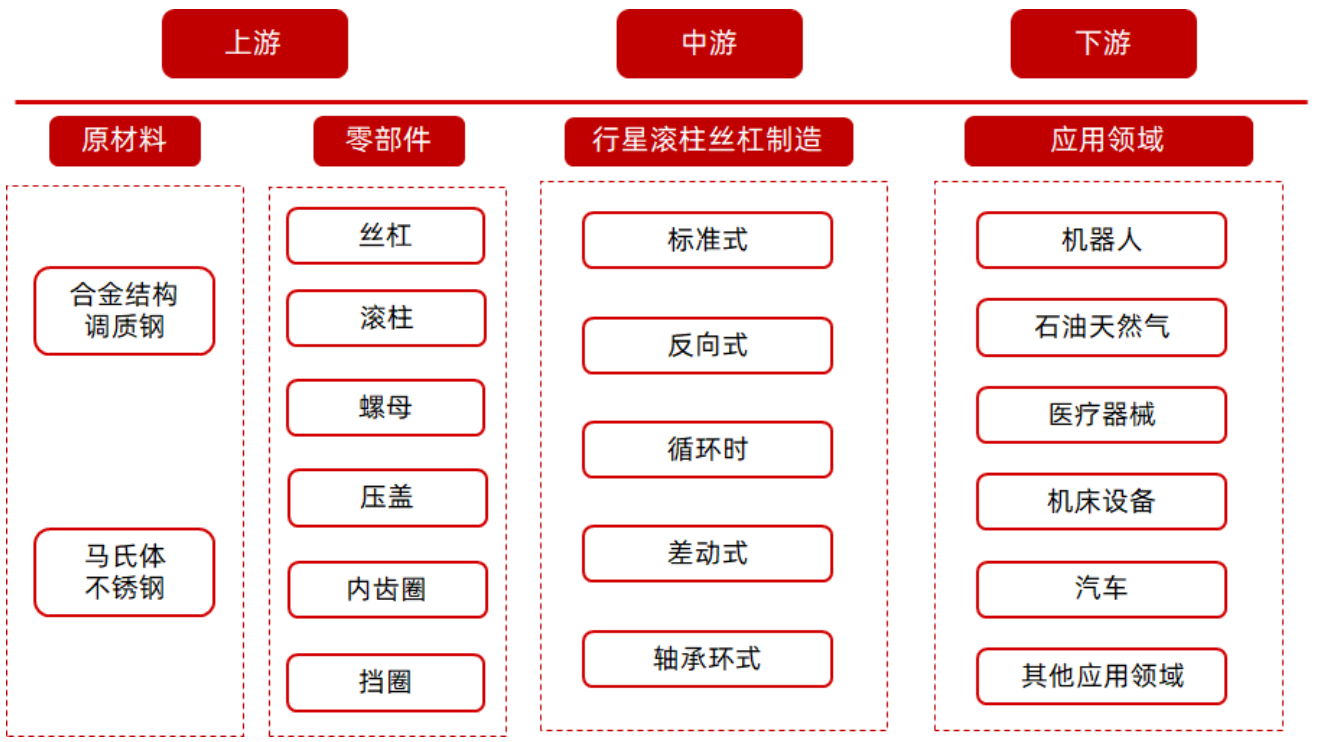 上游
中游
下游
原材料
零部件
行星滚柱丝杠制造
应用领域
合金结构
调质钢
马氏体
不锈钢
丝杠
滚柱
螺母
压盖
内齿圈
挡圈
标准式
反向式
循环时
差动式
轴承环式
机器人
石油天然气
医疗器械
机床设备
汽车
其他应用领域